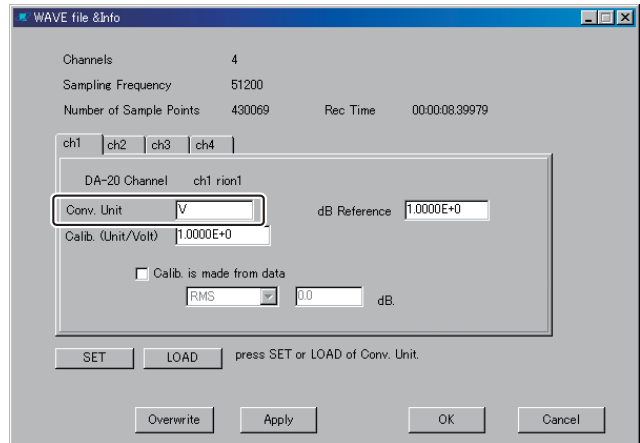 WAVE file &Info
Channels 4
Sampling Frequency 51200
Number of Sample Points 430069 Rec Time 00:00:08.39979
ch1 ch2 ch3 ch4
DA-20 Channel ch1 rion1
Conv. Unit V dB Reference 1.0000E+0
Calib. (Unit/Volt) 1.0000E+0
Calib. is made from data
RMS 0.0 dB.
SET LOAD press SET or LOAD of Conv. Unit.
Overwrite Apply OK Cancel